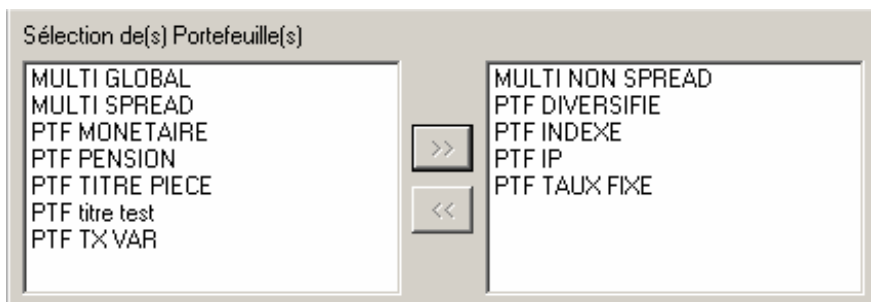 Sélection de(s) Portefeuille(s)
MULTI GLOBAL
MULTI SPREAD
PTF MONETAIRE
PTF PENSION
PTF TITRE PIECE
PTF titre test
PTF TX VAR
>>
<<
MULTI NON SPREAD
PTF DIVERSIFIE
PTF INDEXE
PTF IP
PTF TAUX FIXE